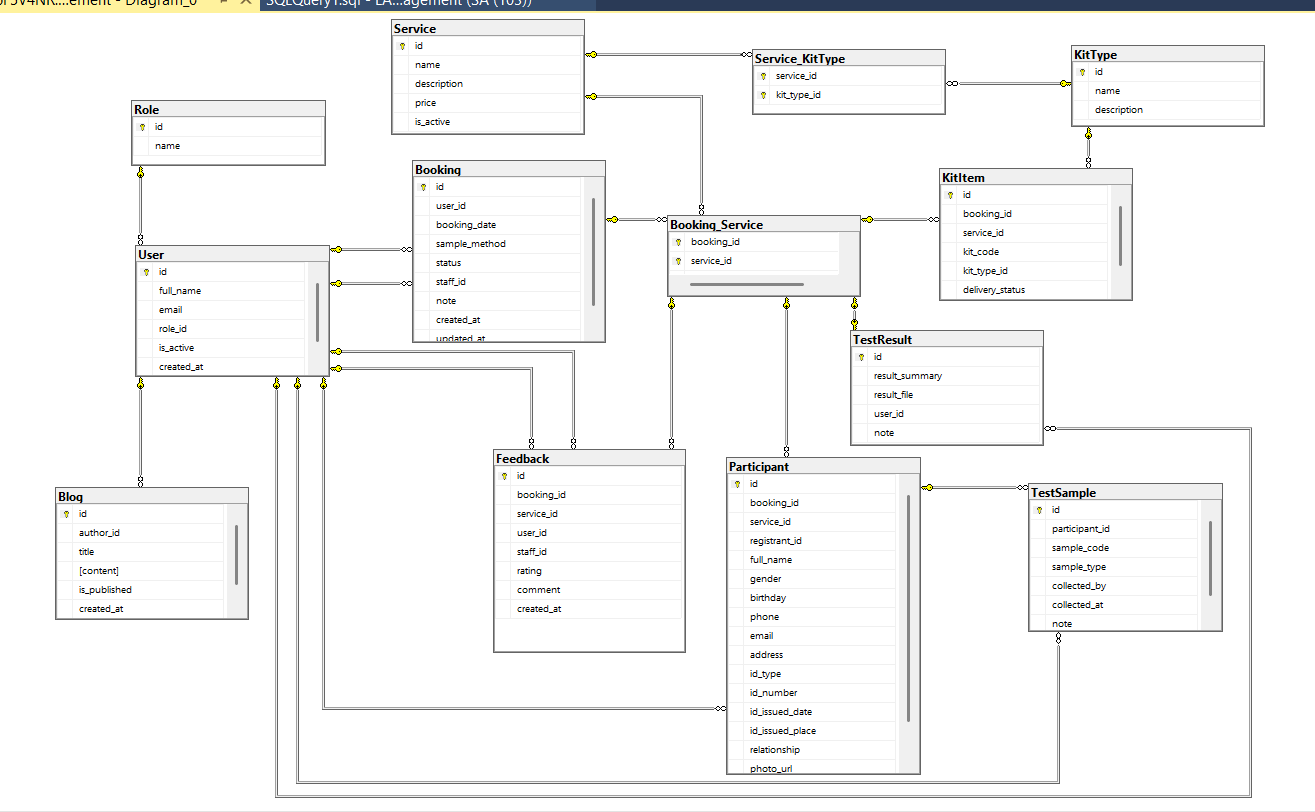 SQLQuery1.sql - LA...agement (SA (103))
Service
id
name
description
price
is_active
Service_KitType
service_id
kit_type_id
KitType
id
name
description
Role
id
name
Booking
id
user_id
booking_date
sample_method
status
staff_id
note
created_at
updated_at
KitItem
id
booking_id
service_id
kit_code
kit_type_id
delivery_status
Booking_Service
booking_id
service_id
User
id
full_name
email
role_id
is_active
created_at
TestResult
id
result_summary
result_file
user_id
note
Feedback
id
booking_id
service_id
user_id
staff_id
rating
comment
created_at
Participant
id
booking_id
service_id
registrant_id
full_name
gender
birthday
phone
email
address
id_type
id_number
id_issued_date
id_issued_place
relationship
photo_url
TestSample
id
participant_id
sample_code
sample_type
collected_by
collected_at
note
Blog
id
author_id
title
[content]
is_published
created_at